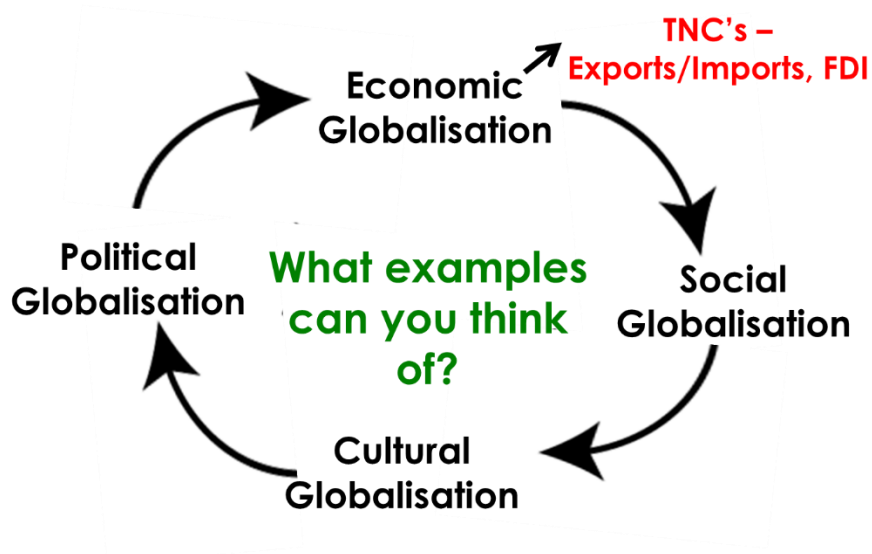 TNC's –
Exports/Imports, FDI
Economic
Globalisation
Political
Globalisation
What examples
can you think
of?
Social
Globalisation
Cultural
Globalisation